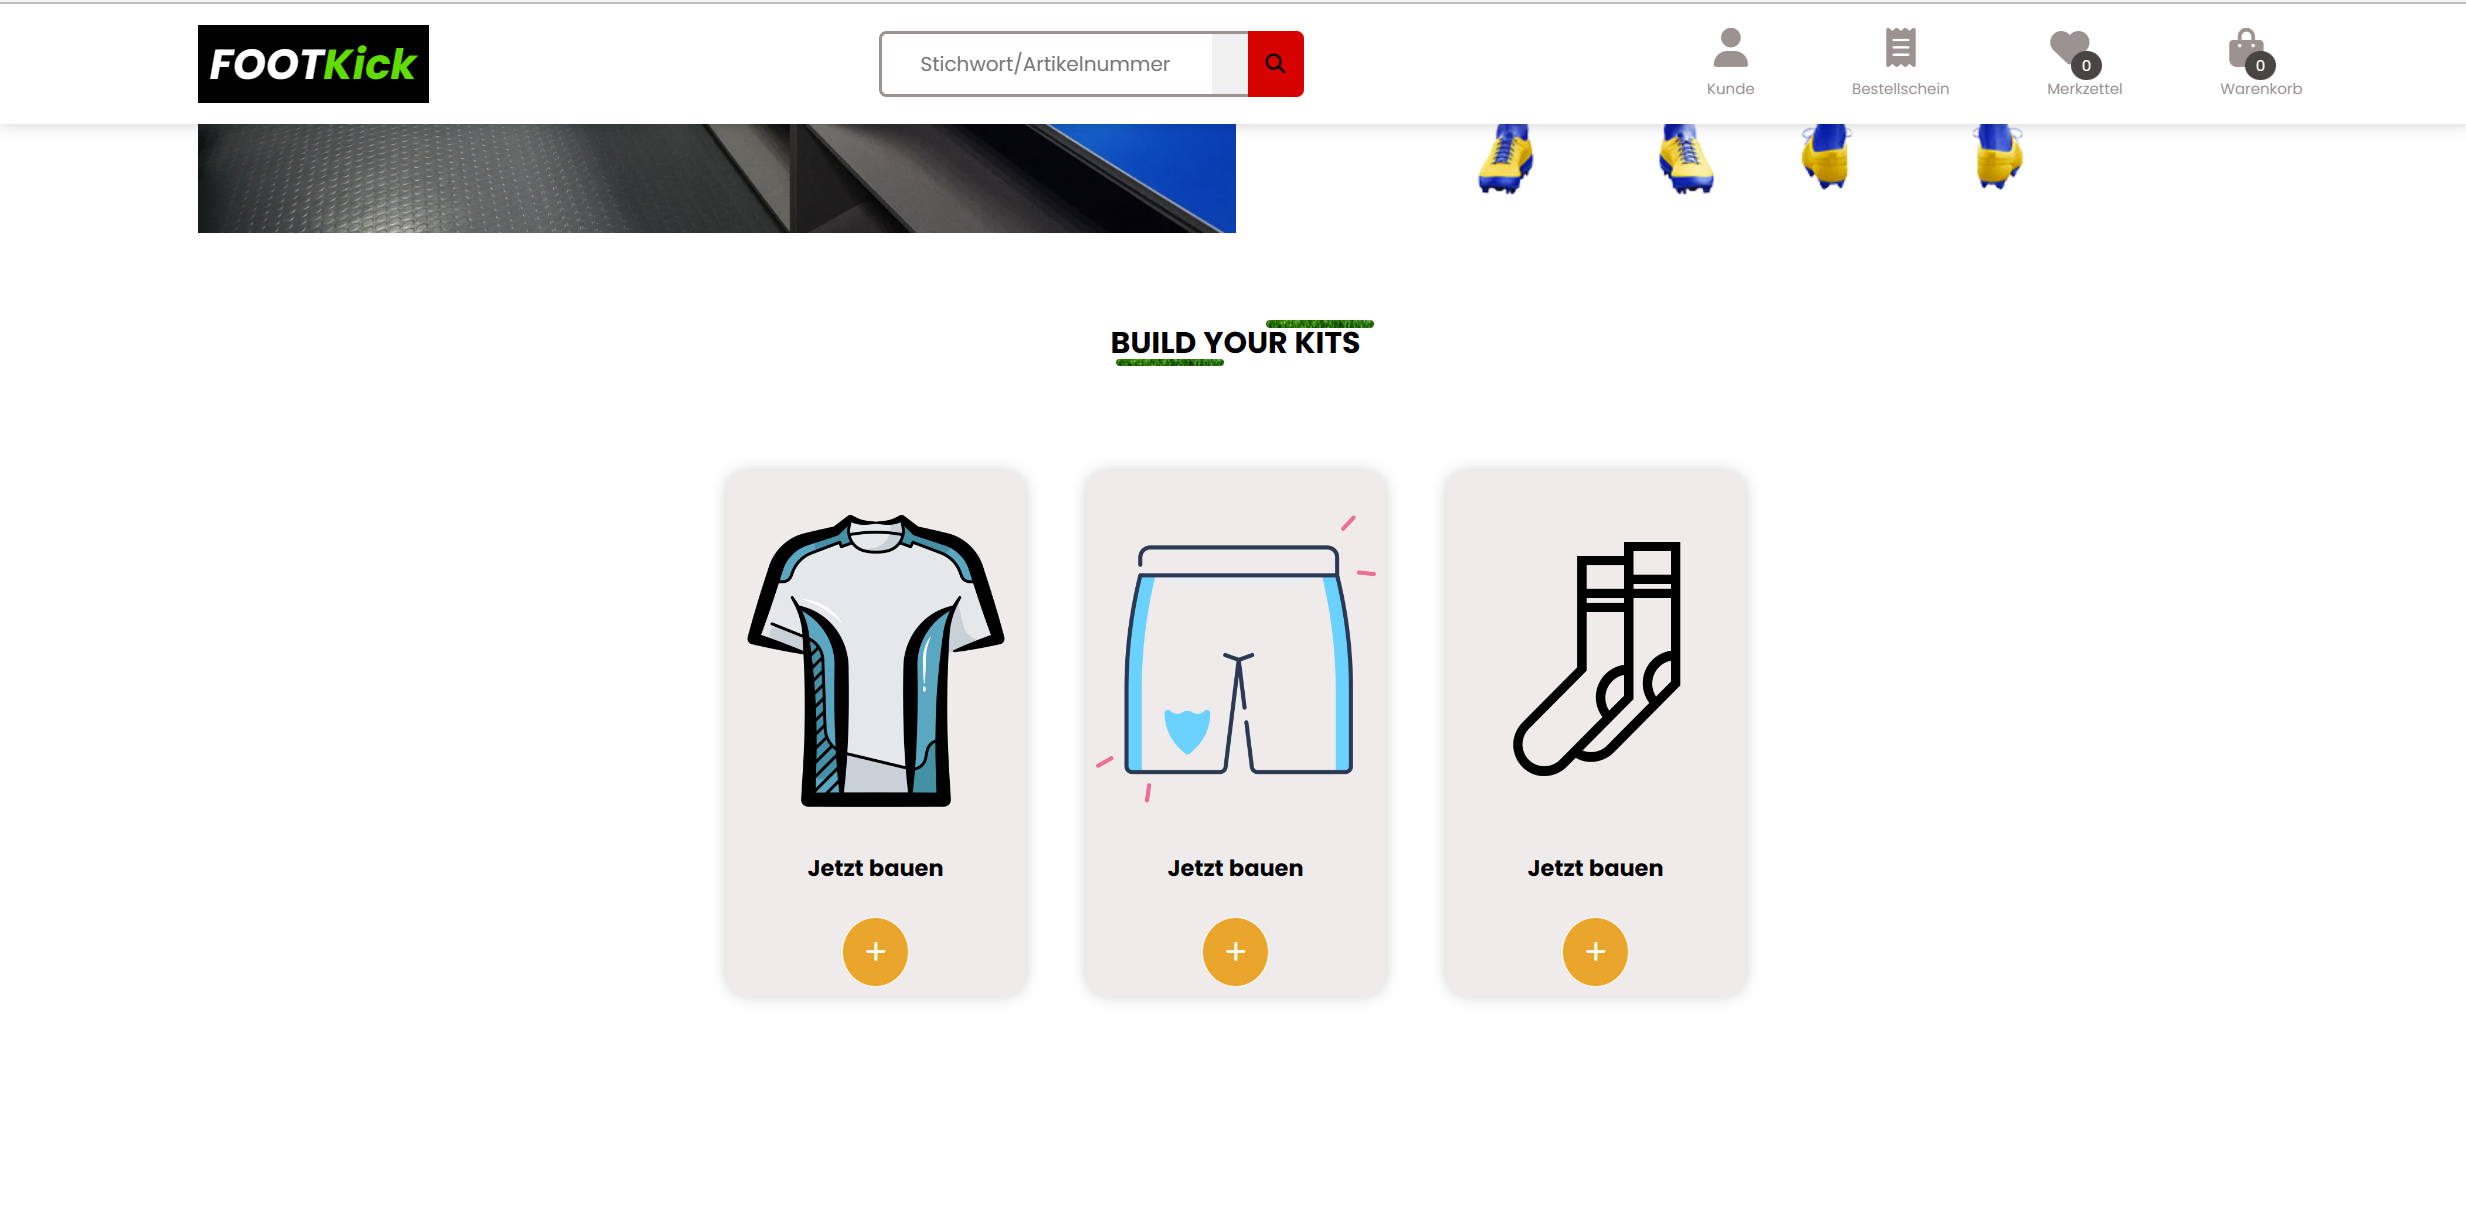 FOOTKick
Stichwort/Artikelnummer
Kunde
Bestellschein
0
Merkzettel
0
Warenkorb
BUILD YOUR KITS
Jetzt bauen
Jetzt bauen
Jetzt bauen
+
+
+